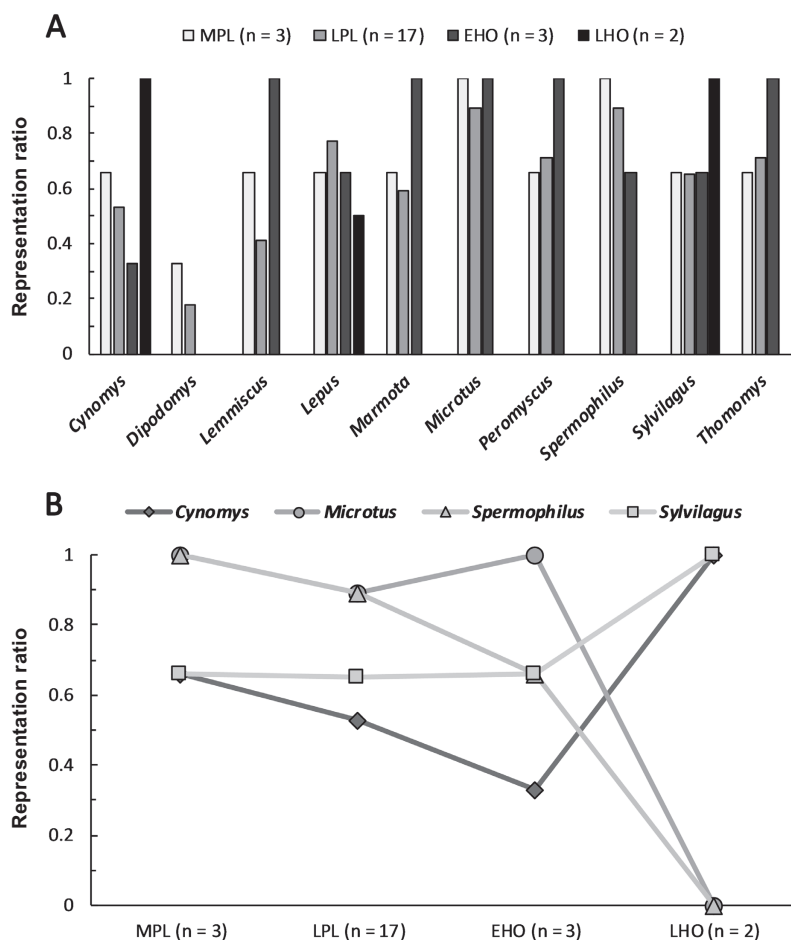 A
MPL (n = 3) LPL (n = 17) EHO (n = 3) LHO (n = 2)
Representation ratio
1
0.8
0.6
0.4
0.2
0
Cynomys Dipodomys Lemmiscus Lepus Marmota Microtus Peromyscus Spermophilus Sylvilagus Thomomys
B
Cynomys Microtus Spermophilus Sylvilagus
Representation ratio
1
0.8
0.6
0.4
0.2
0
MPL (n = 3) LPL (n = 17) EHO (n = 3) LHO (n = 2)